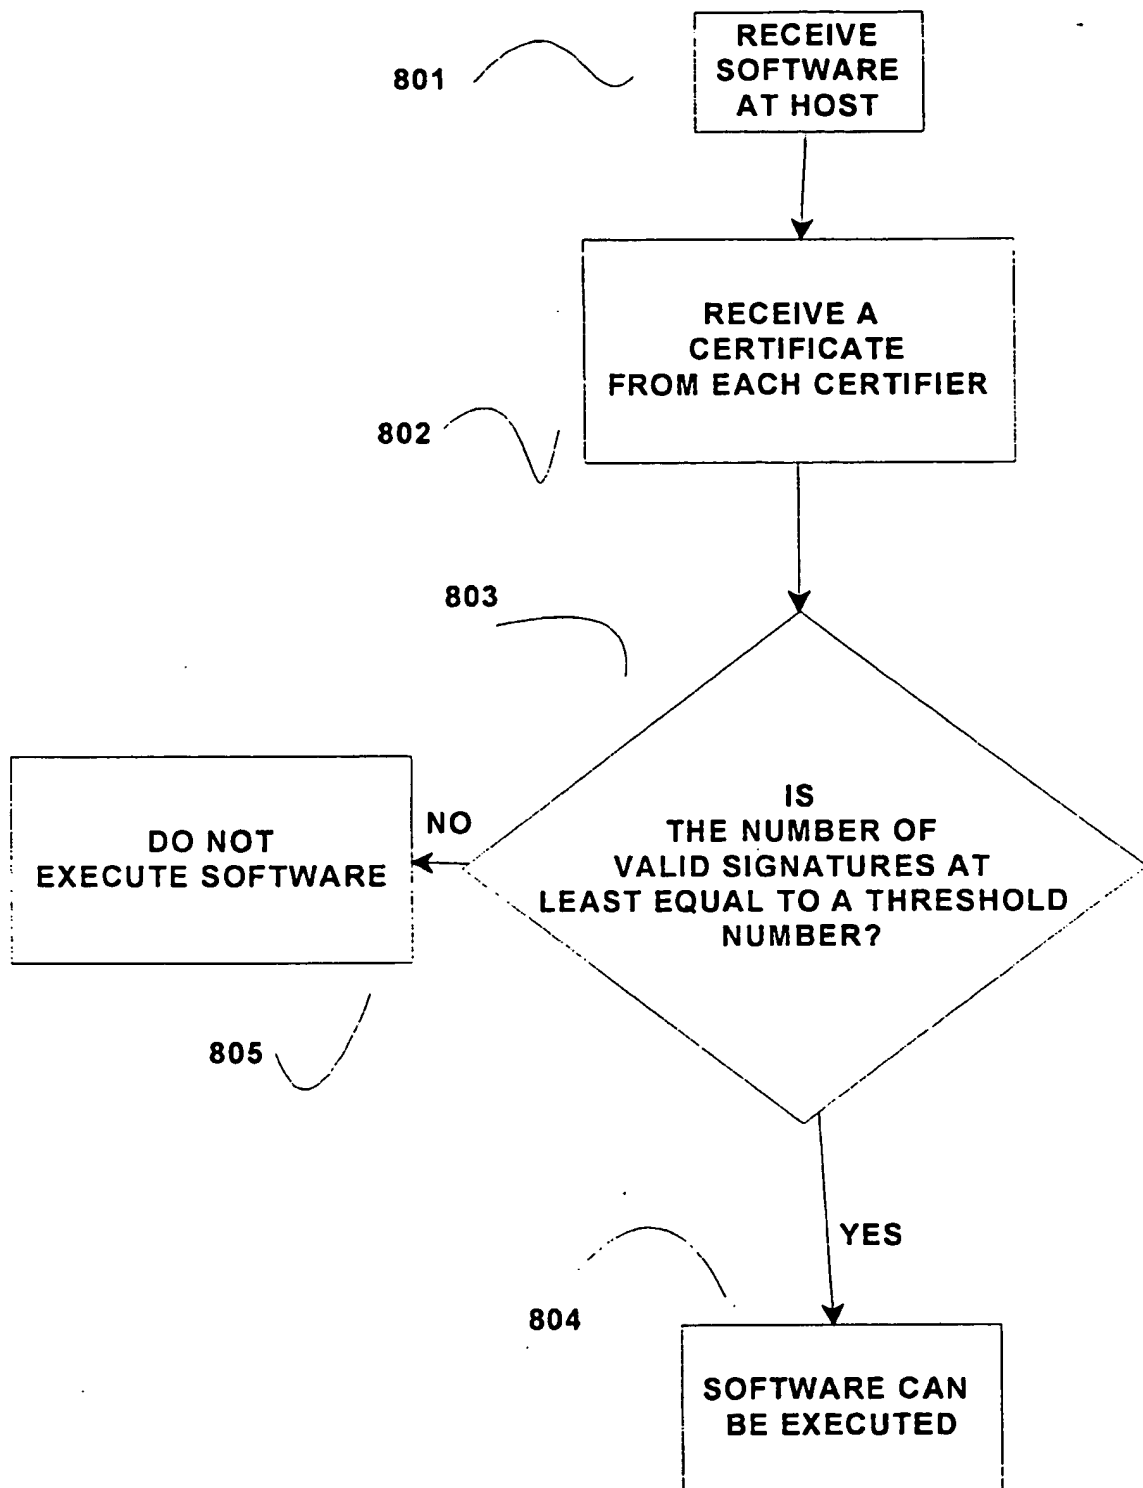 801
RECEIVE
SOFTWARE
AT HOST
RECEIVE A
CERTIFICATE
FROM EACH CERTIFIER
802
803
IS
THE NUMBER OF
VALID SIGNATURES AT
LEAST EQUAL TO A THRESHOLD
NUMBER?
NO
DO NOT
EXECUTE SOFTWARE
805
YES
804
SOFTWARE CAN
BE EXECUTED